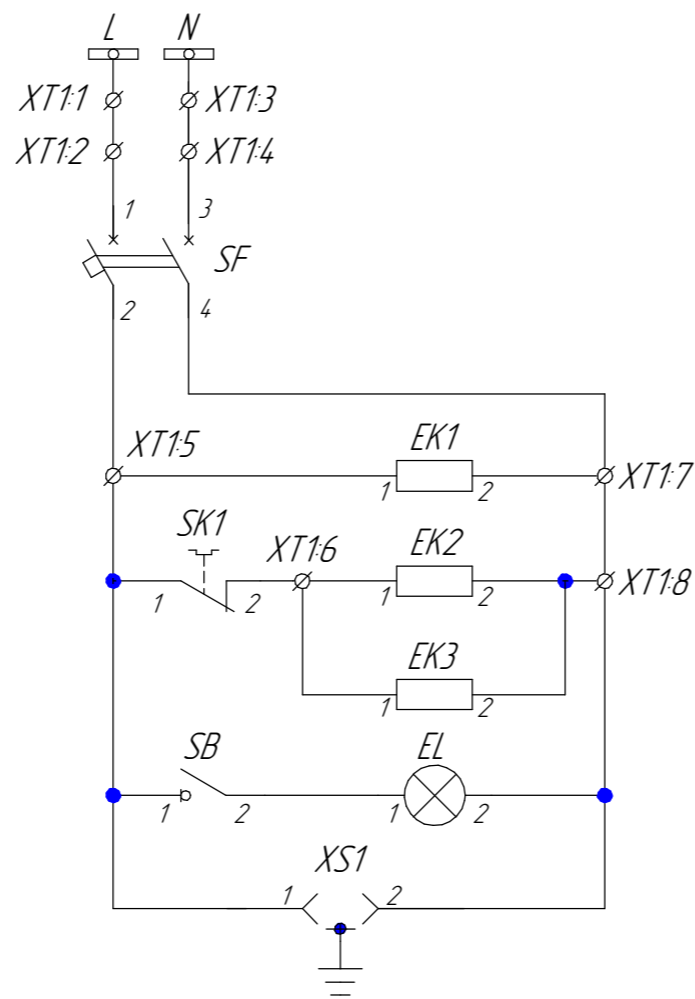 L N
XT1:1 XT1:3
XT1:2 XT1:4
1 3
SF
2 4
XT1:5 EK1 XT1:7
1 2
SK1 XT1:6 EK2 XT1:8
1 2 1 2
EK3
1 2
SB EL
1 2 1 2
XS1
1 2